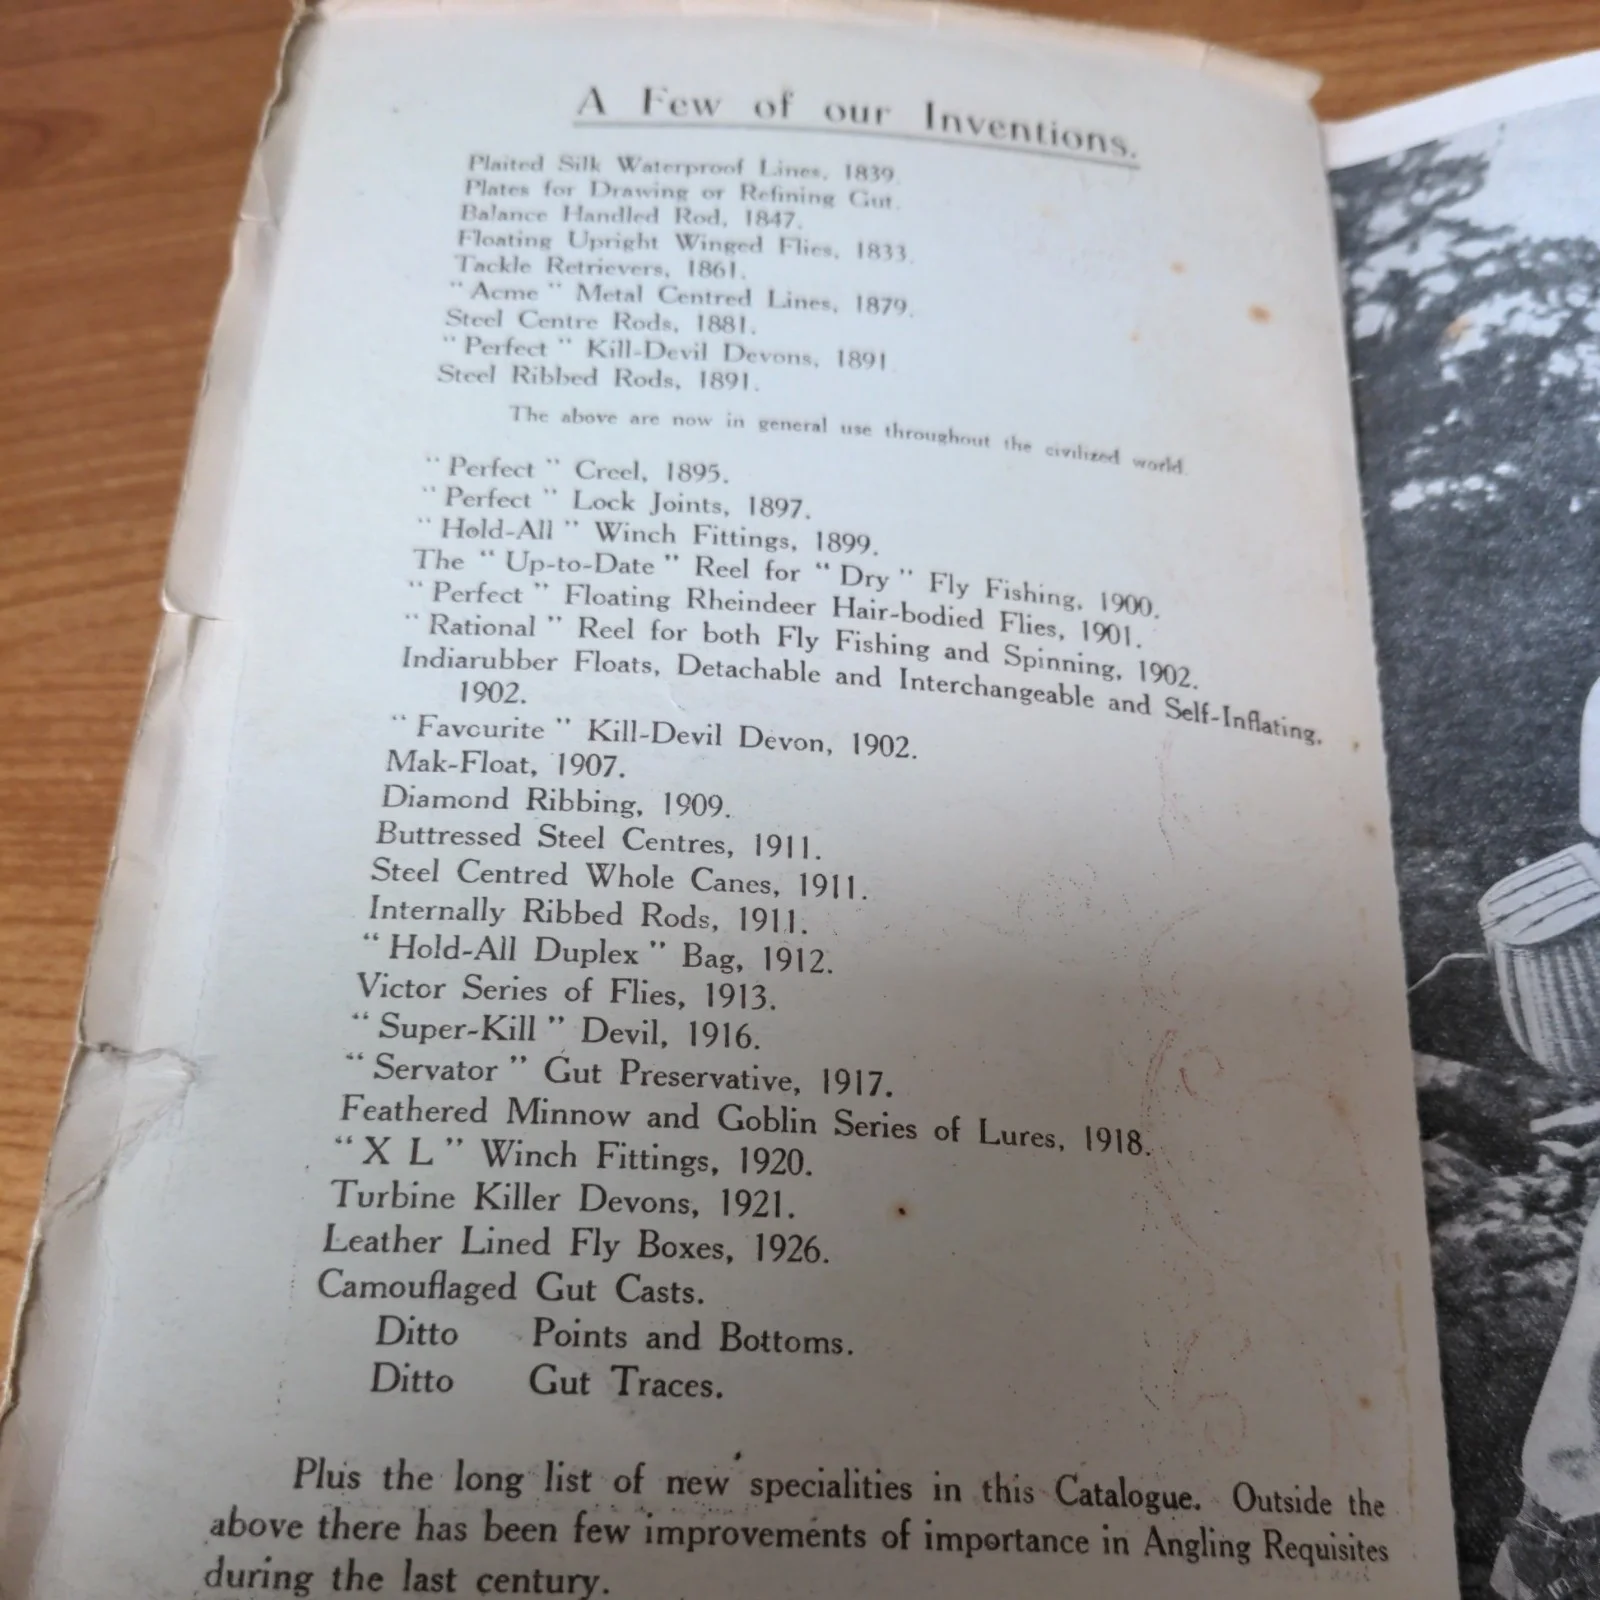 A Few of our Inventions.
Plaited Silk Waterproof Lines, 1839.
Plates for Drawing or Refining Gut.
Balance Handled Rod, 1847.
Floating Upright Winged Flies, 1833.
Tackle Retrievers, 1861.
"Acme" Metal Centred Lines, 1879.
Steel Centre Rods, 1881.
"Perfect" Kill-Devil Devons, 1891
Steel Ribbed Rods, 1891.
The above are now in general use throughout the civilized world.
"Perfect" Creel, 1895.
"Perfect" Lock Joints, 1897.
"Hold-All" Winch Fittings, 1899.
The "Up-to-Date" Reel for "Dry" Fly Fishing, 1900.
"Perfect" Floating Rheindeer Hair-bodied Flies, 1901.
"Rational" Reel for both Fly Fishing and Spinning, 1902.
Indiarubber Floats, Detachable and Interchangeable and Self-Inflating,
1902.
"Favourite" Kill-Devil Devon, 1902.
Mak-Float, 1907.
Diamond Ribbing, 1909.
Buttressed Steel Centres, 1911.
Steel Centred Whole Canes, 1911.
Internally Ribbed Rods, 1911.
"Hold-All Duplex" Bag, 1912.
Victor Series of Flies, 1913.
"Super-Kill" Devil, 1916.
"Servator" Gut Preservative, 1917.
Feathered Minnow and Goblin Series of Lures, 1918.
"X L" Winch Fittings, 1920.
Turbine Killer Devons, 1921.
Leather Lined Fly Boxes, 1926.
Camouflaged Gut Casts.
Ditto Points and Bottoms.
Ditto Gut Traces.
Plus the long list of new specialities in this Catalogue. Outside the
above there has been few improvements of importance in Angling Requisites
during the last century.